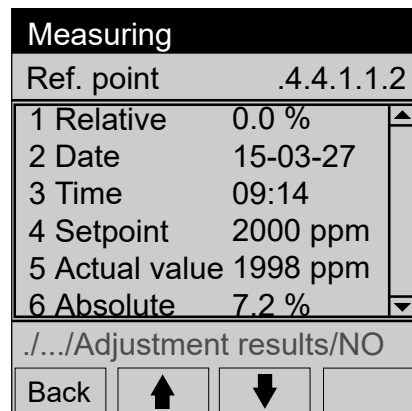 Measuring
Ref. point .4.4.1.1.2
1 Relative 0.0 %
2 Date 15-03-27
3 Time 09:14
4 Setpoint 2000 ppm
5 Actual value 1998 ppm
6 Absolute 7.2 %
./.../Adjustment results/NO
Back